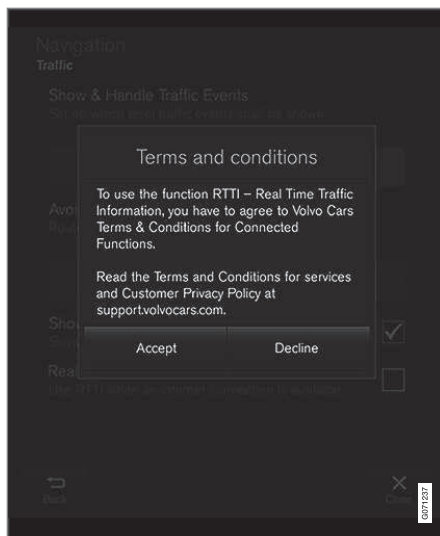 Navigation
Traffic
Show & Handle Traffic Events
Terms and conditions
To use the function RTTI – Real Time Traffic
Information, you have to agree to Volvo Cars
Terms & Conditions for Connected
Functions.
Read the Terms and Conditions for services
and Customer Privacy Policy at
support.volvocars.com.
Accept
Decline
Back
Close
G071237